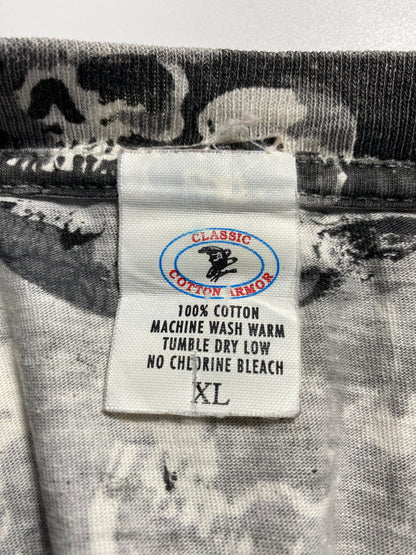 CLASSIC
COTTON ARMOR
100% COTTON
MACHINE WASH WARM
TUMBLE DRY LOW
NO CHLORINE BLEACH
XL